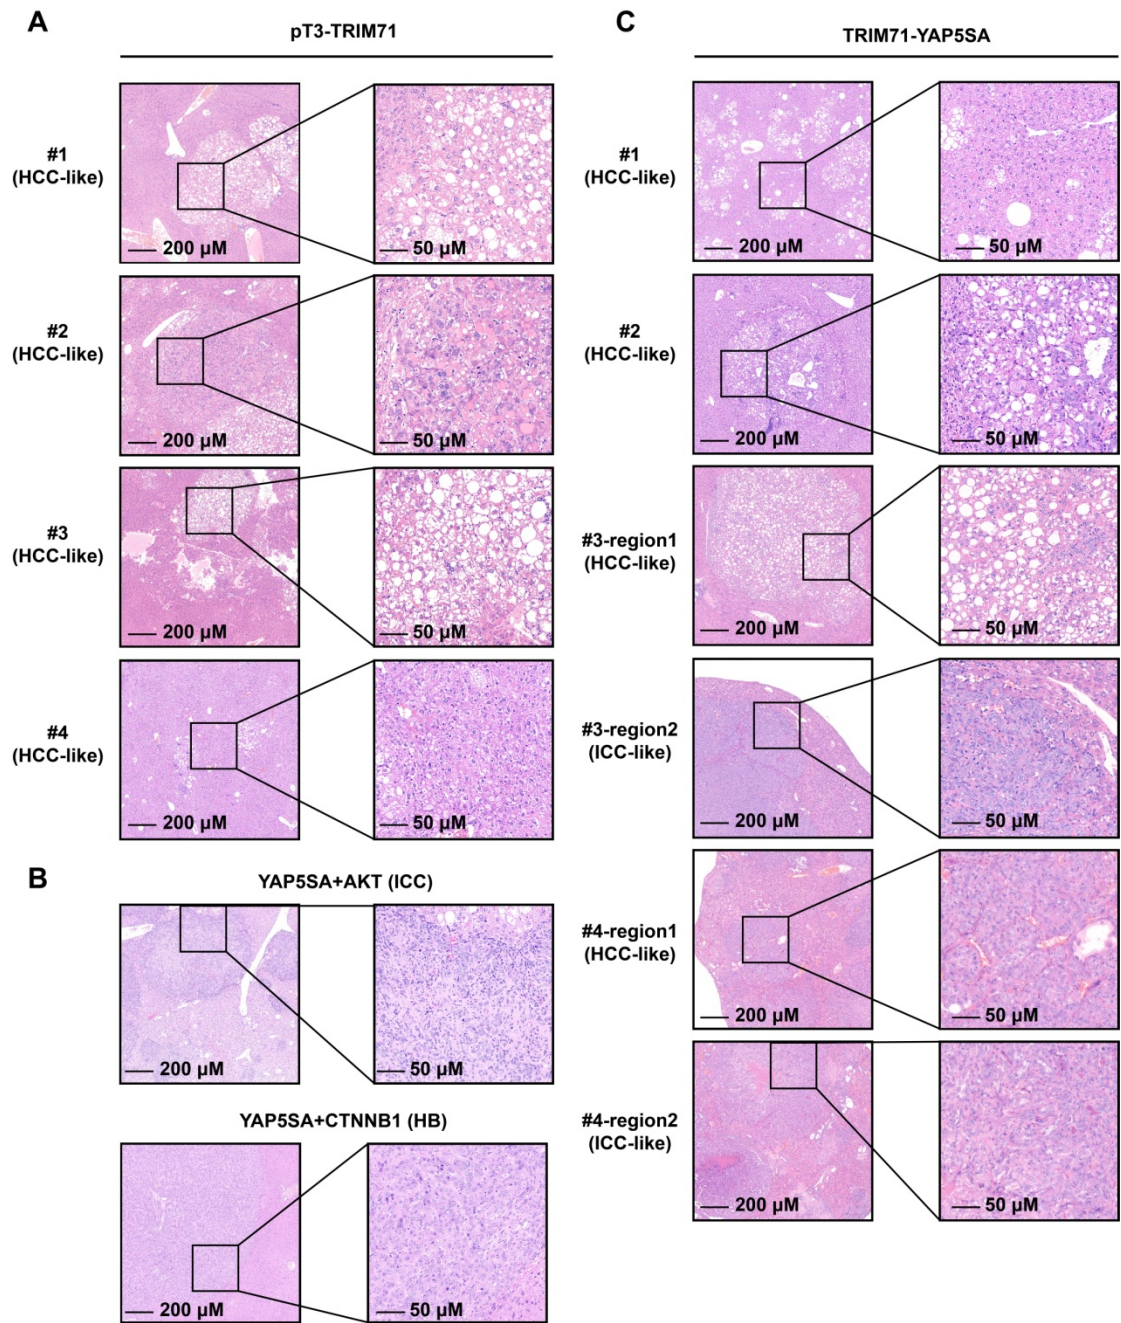 A
pT3-TRIM71
#1
(HCC-like)
200 µM
50 µM
#2
(HCC-like)
200 µM
50 µM
#3
(HCC-like)
200 µM
50 µM
#4
(HCC-like)
200 µM
50 µM
B
YAP5SA+AKT (ICC)
200 µM
50 µM
YAP5SA+CTNNB1 (HB)
200 µM
50 µM
C
TRIM71-YAP5SA
#1
(HCC-like)
200 µM
50 µM
#2
(HCC-like)
200 µM
50 µM
#3-region1
(HCC-like)
200 µM
50 µM
#3-region2
(ICC-like)
200 µM
50 µM
#4-region1
(HCC-like)
200 µM
50 µM
#4-region2
(ICC-like)
200 µM
50 µM